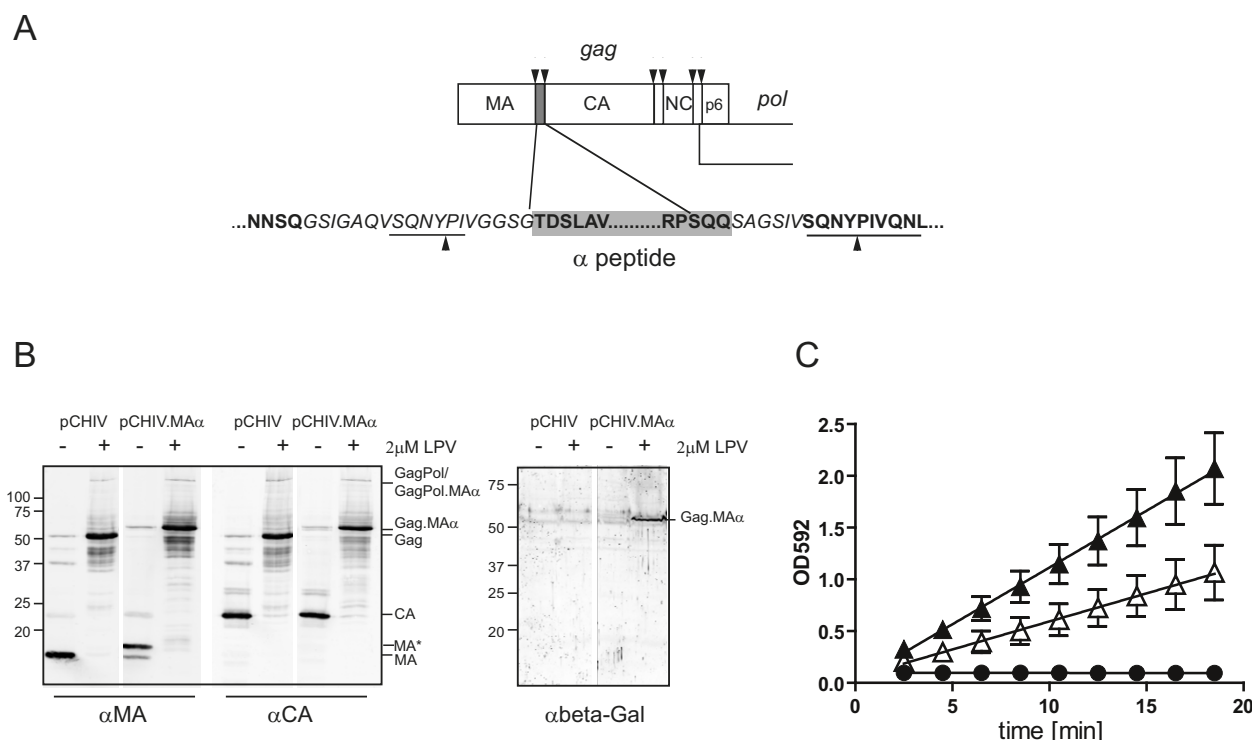 A
gag
MA CA NC p6 pol
...NNSQGSIGAQVSQNYPIVGGSGTDSLAV..........RPSQQSAGSIVSQNYPIVQNL...
α peptide
B
pCHIV pCHIV.MAα pCHIV pCHIV.MAα
- + - + - + - + 2μM LPV
100
75
50
37
25
20
GagPol/
GagPol.MAα
Gag.MAα
Gag
CA
MA*
MA
αMA αCA
pCHIV pCHIV.MAα
- + - + 2μM LPV
75
50
37
25
20
Gag.MAα
αbeta-Gal
C
OD592
2.5
2.0
1.5
1.0
0.5
0.0
0 5 10 15 20
time [min]